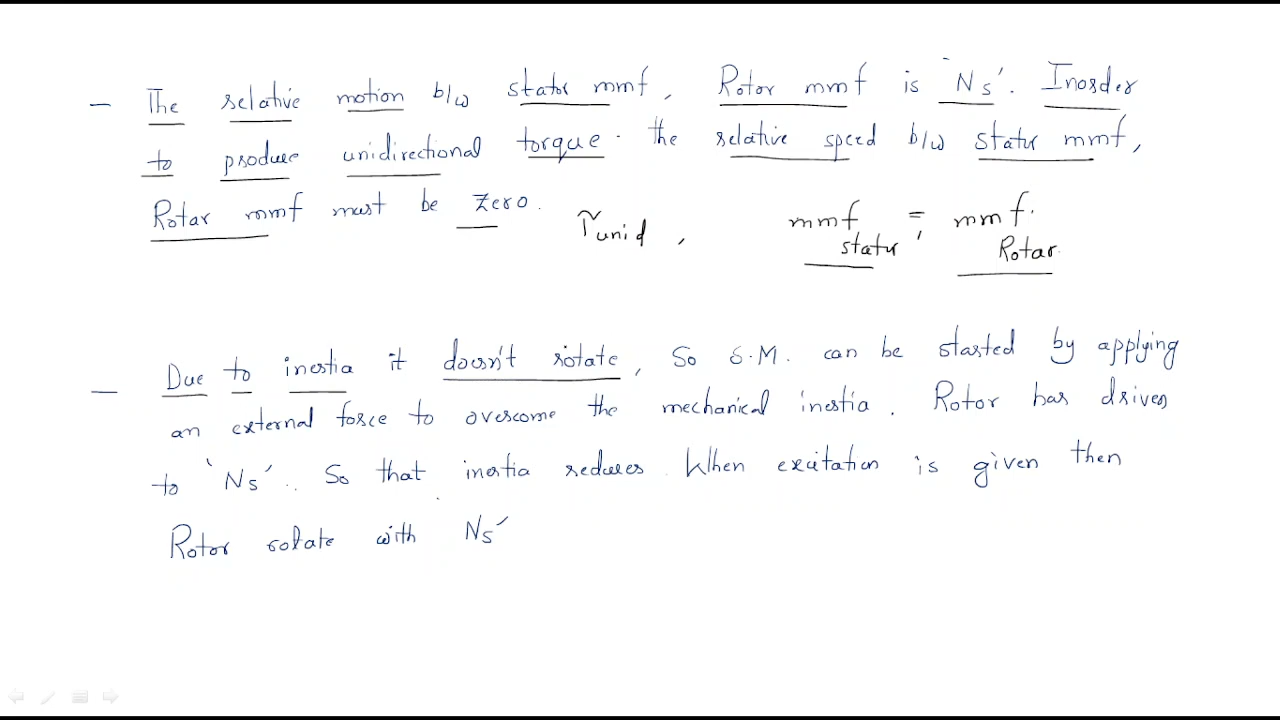 – The relative motion b/w stator mmf, Rotor mmf is 'Ns'. Inorder
to produce unidirectional torque. the relative speed b/w stator mmf,
Rotar mmf must be zero.
τunid, mmf stator = mmf Rotar.
– Due to inertia it doesn't rotate, So S.M. can be started by applying
an external force to overcome the mechanical inertia. Rotor has driven
to 'Ns'. So that inertia reduces. When excitation is given then
Rotor rotate with Ns'